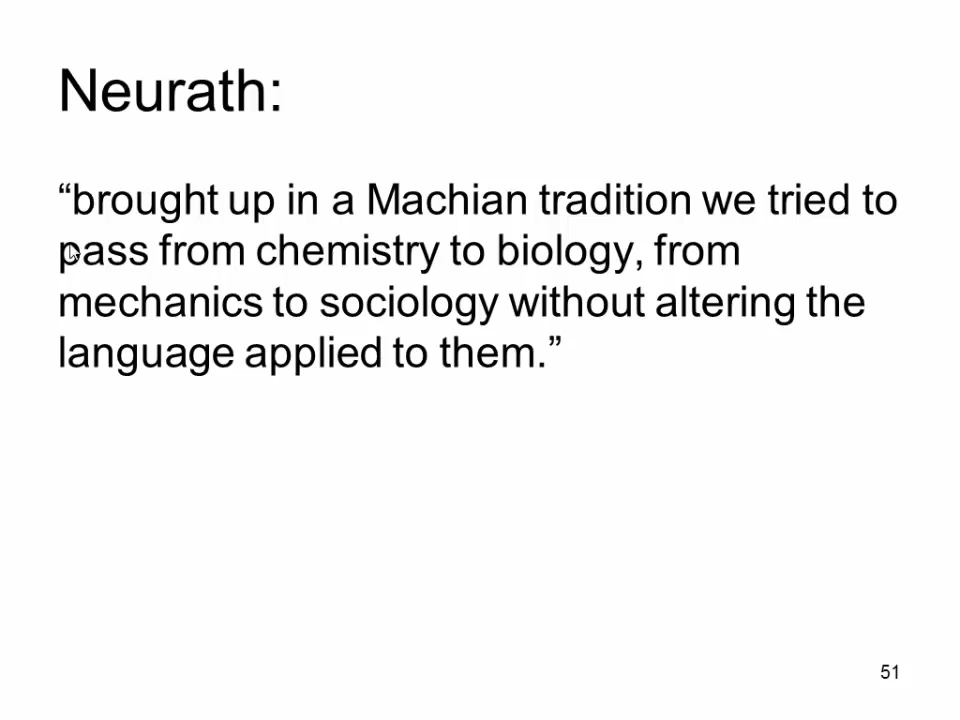 Neurath:
“brought up in a Machian tradition we tried to
pass from chemistry to biology, from
mechanics to sociology without altering the
language applied to them.”
51